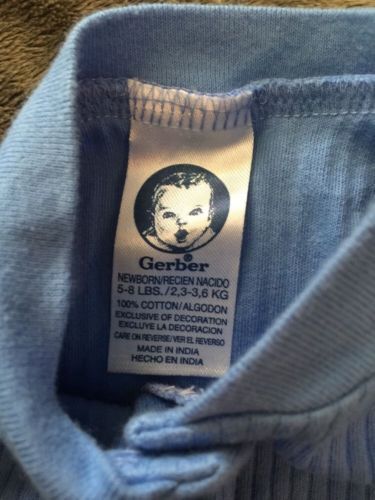 Gerber®
NEWBORN/RECIEN NACIDO
5-8 LBS./2,3-3,6 KG
100% COTTON/ALGODON
EXCLUSIVE OF DECORATION
EXCLUYE LA DECORACION
CARE ON REVERSE/VER EL REVERSO
MADE IN INDIA
HECHO EN INDIA